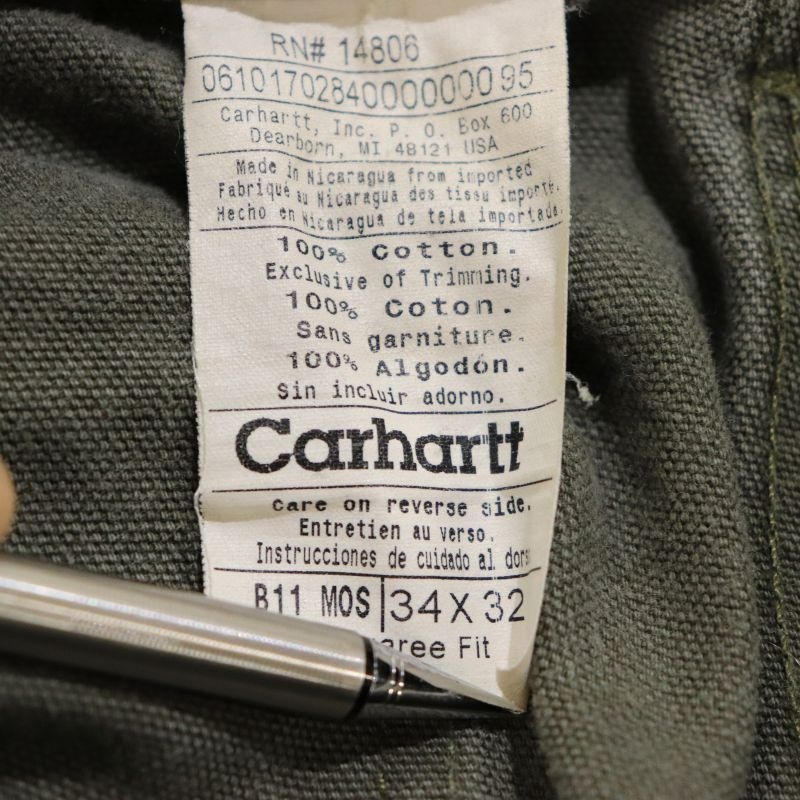 RN# 14806
0610170284000000095
Carhartt, Inc. P. O. Box 600
Dearborn, MI 48121 USA
Made in Nicaragua from imported
Fabriqué au Nicaragua des tissu importé.
Hecho en Nicaragua de tela importada.
100% Cotton.
Exclusive of Trimming.
100% Coton.
Sans garniture.
100% Algodón.
Sin incluir adorno.
Carhartt
Care on reverse side.
Entretien au verso.
Instrucciones de cuidado al
B11 MOS 34 X 32
Fit